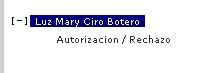 [-] Luz Mary Ciro Botero
Autorizacion / Rechazo